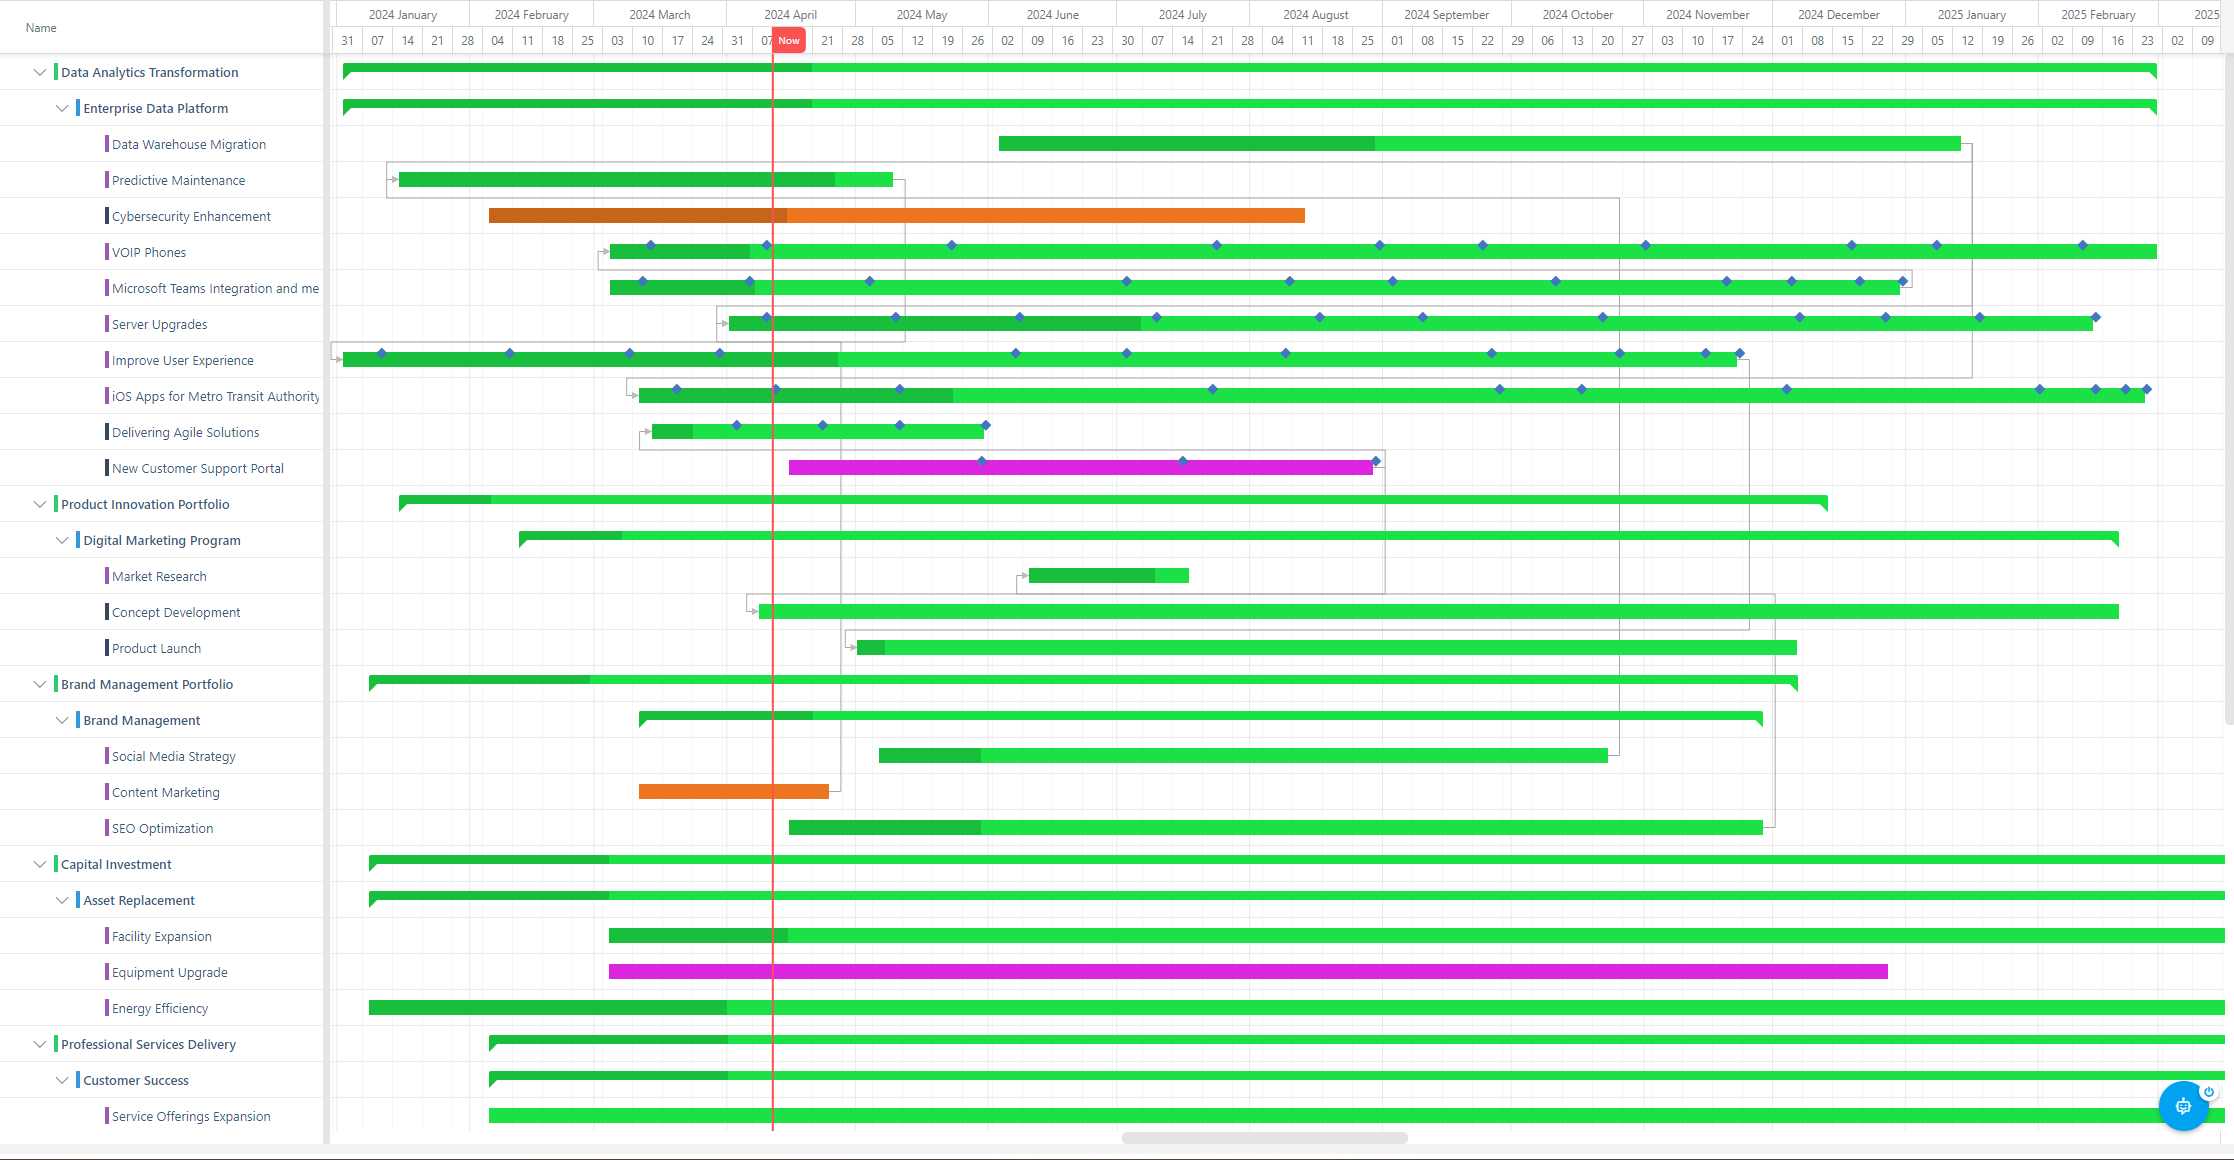 Name
2024 January 2024 February 2024 March 2024 April 2024 May 2024 June 2024 July 2024 August 2024 September 2024 October 2024 November 2024 December 2025 January 2025 February 2025
31 07 14 21 28 04 11 18 25 03 10 17 24 31 07 Now 21 28 05 12 19 26 02 09 16 23 30 07 14 21 28 04 11 18 25 01 08 15 22 29 06 13 20 27 03 10 17 24 01 08 15 22 29 05 12 19 26 02 09 16 23 02 09
Data Analytics Transformation
Enterprise Data Platform
Data Warehouse Migration
Predictive Maintenance
Cybersecurity Enhancement
VOIP Phones
Microsoft Teams Integration and me
Server Upgrades
Improve User Experience
iOS Apps for Metro Transit Authority
Delivering Agile Solutions
New Customer Support Portal
Product Innovation Portfolio
Digital Marketing Program
Market Research
Concept Development
Product Launch
Brand Management Portfolio
Brand Management
Social Media Strategy
Content Marketing
SEO Optimization
Capital Investment
Asset Replacement
Facility Expansion
Equipment Upgrade
Energy Efficiency
Professional Services Delivery
Customer Success
Service Offerings Expansion